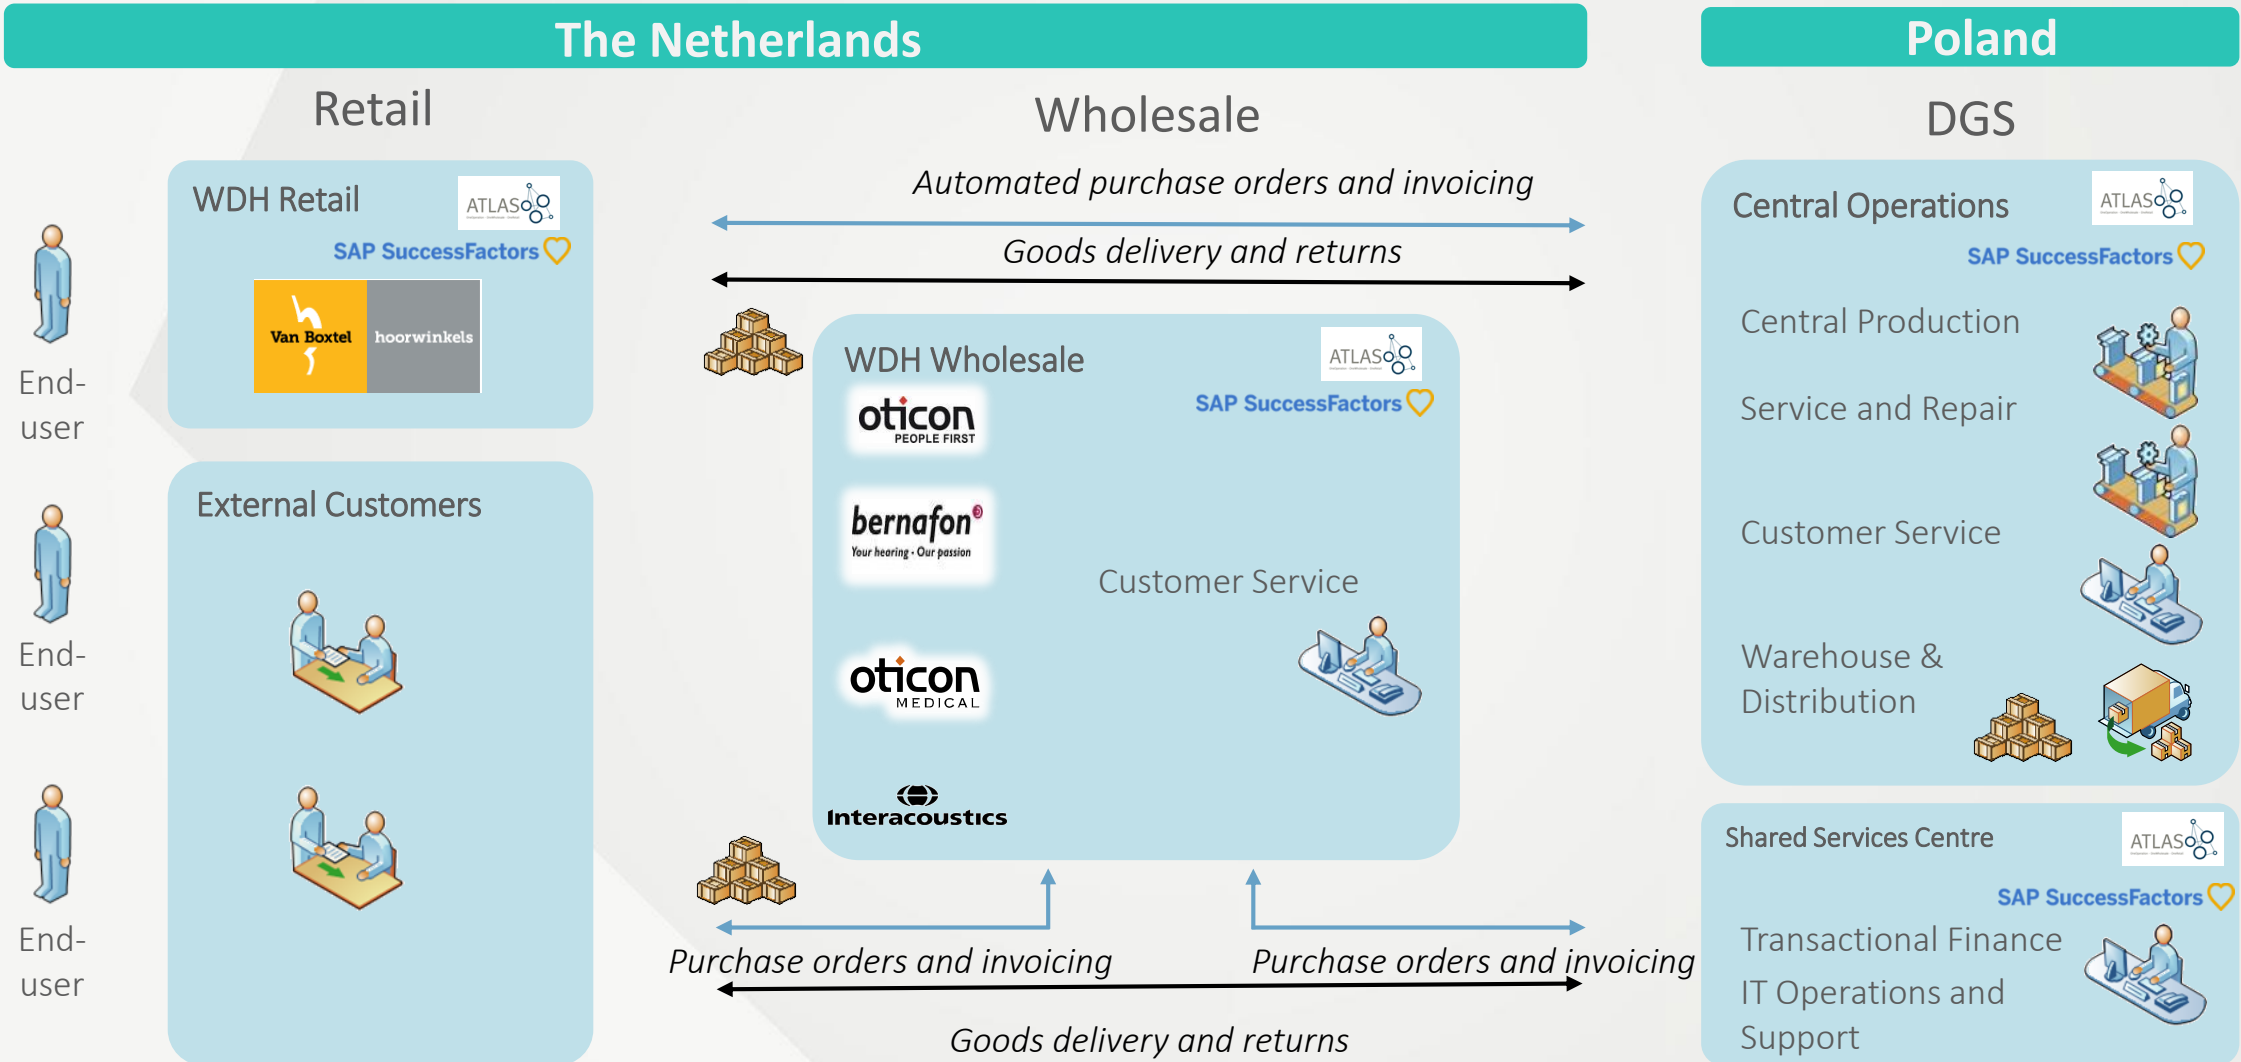 The Netherlands
Poland
Retail
Wholesale
DGS
WDH Retail
ATLAS
SAP SuccessFactors
Van Boxtel
hoorwinkels
End-
user
External Customers
End-
user
End-
user
Automated purchase orders and invoicing
Goods delivery and returns
WDH Wholesale
ATLAS
SAP SuccessFactors
oticon
PEOPLE FIRST
bernafon
Your hearing · Our passion
Customer Service
oticon
MEDICAL
Interacoustics
Purchase orders and invoicing
Purchase orders and invoicing
Goods delivery and returns
Central Operations
ATLAS
SAP SuccessFactors
Central Production
Service and Repair
Customer Service
Warehouse &
Distribution
Shared Services Centre
ATLAS
SAP SuccessFactors
Transactional Finance
IT Operations and
Support